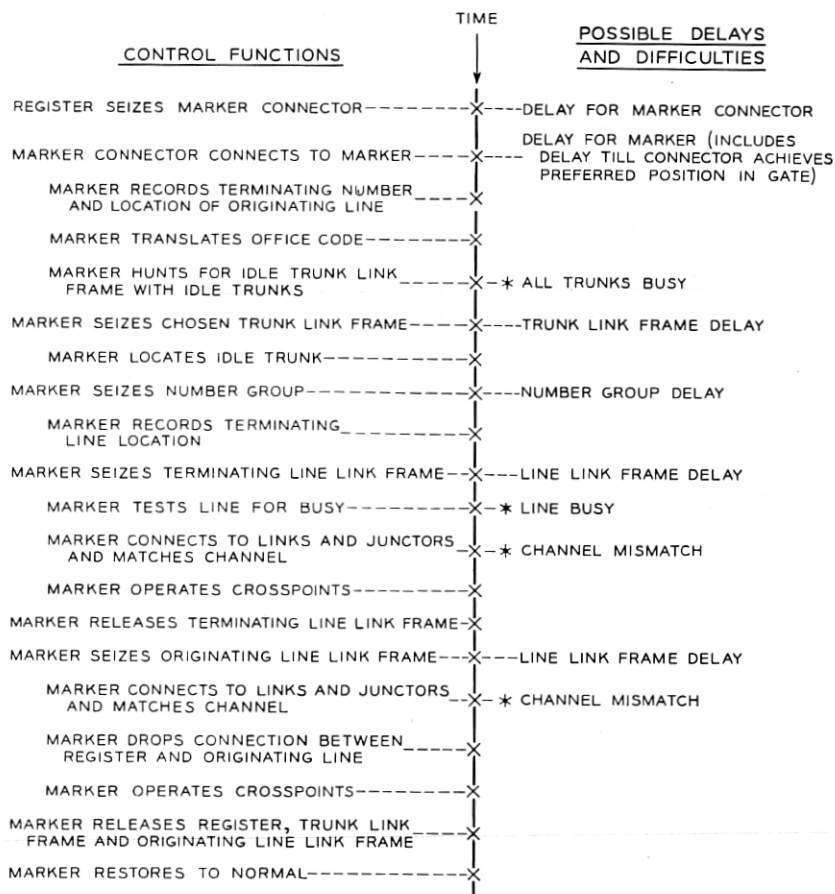 TIME
CONTROL FUNCTIONS
POSSIBLE DELAYS
AND DIFFICULTIES
REGISTER SEIZES MARKER CONNECTOR
DELAY FOR MARKER CONNECTOR
MARKER CONNECTOR CONNECTS TO MARKER
DELAY FOR MARKER (INCLUDES
DELAY TILL CONNECTOR ACHIEVES
PREFERRED POSITION IN GATE)
MARKER RECORDS TERMINATING NUMBER
AND LOCATION OF ORIGINATING LINE
MARKER TRANSLATES OFFICE CODE
MARKER HUNTS FOR IDLE TRUNK LINK
FRAME WITH IDLE TRUNKS
* ALL TRUNKS BUSY
MARKER SEIZES CHOSEN TRUNK LINK FRAME
TRUNK LINK FRAME DELAY
MARKER LOCATES IDLE TRUNK
MARKER SEIZES NUMBER GROUP
NUMBER GROUP DELAY
MARKER RECORDS TERMINATING
LINE LOCATION
MARKER SEIZES TERMINATING LINE LINK FRAME
LINE LINK FRAME DELAY
MARKER TESTS LINE FOR BUSY
* LINE BUSY
MARKER CONNECTS TO LINKS AND JUNCTORS
AND MATCHES CHANNEL
* CHANNEL MISMATCH
MARKER OPERATES CROSSPOINTS
MARKER RELEASES TERMINATING LINE LINK FRAME
MARKER SEIZES ORIGINATING LINE LINK FRAME
LINE LINK FRAME DELAY
MARKER CONNECTS TO LINKS AND JUNCTORS
AND MATCHES CHANNEL
* CHANNEL MISMATCH
MARKER DROPS CONNECTION BETWEEN
REGISTER AND ORIGINATING LINE
MARKER OPERATES CROSSPOINTS
MARKER RELEASES REGISTER, TRUNK LINK
FRAME AND ORIGINATING LINE LINK FRAME
MARKER RESTORES TO NORMAL